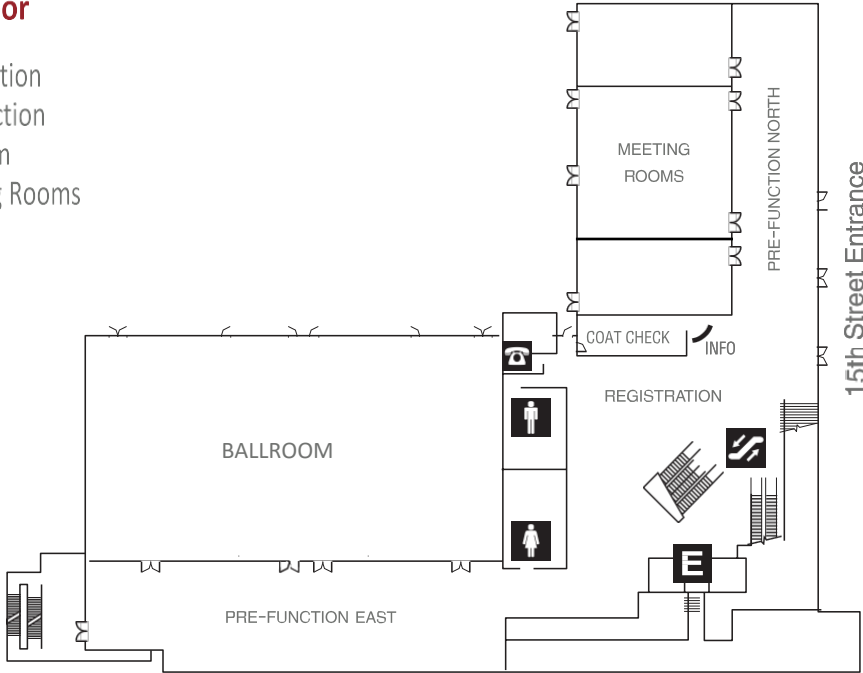 or
tion
ction
m
g Rooms
MEETING
ROOMS
PRE-FUNCTION NORTH
15th Street Entrance
COAT CHECK
INFO
REGISTRATION
BALLROOM
E
PRE-FUNCTION EAST